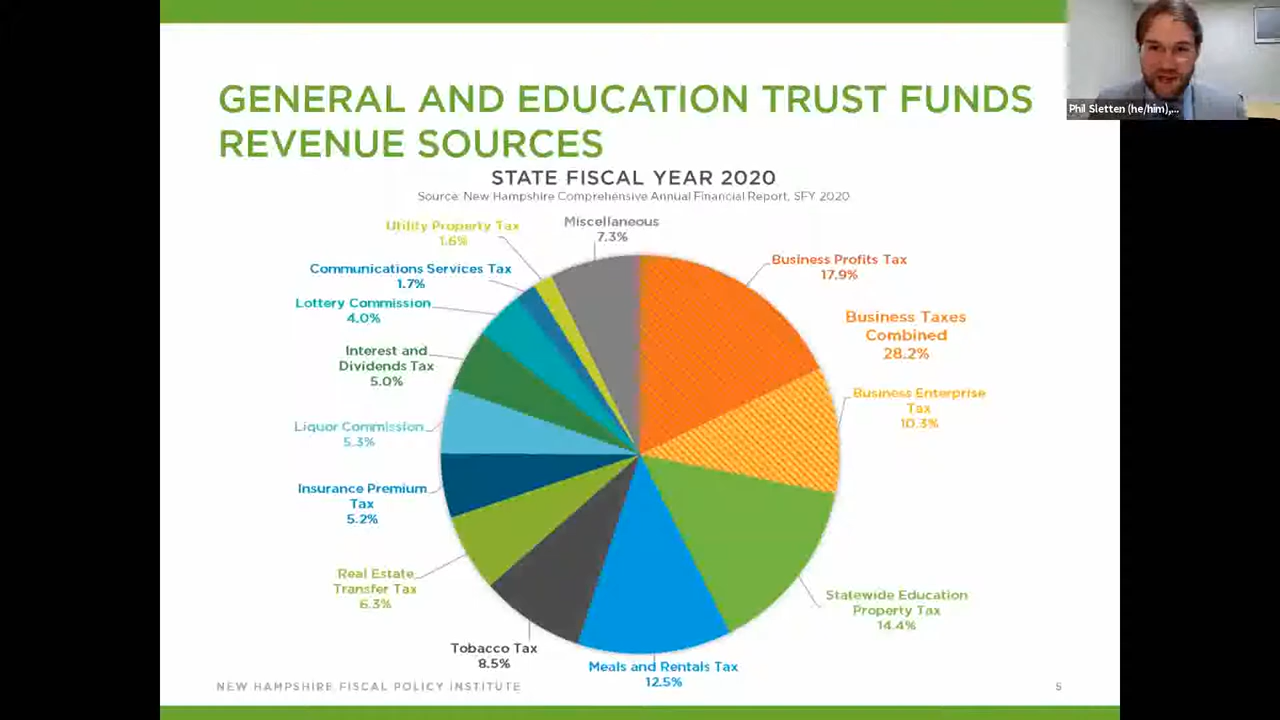 GENERAL AND EDUCATION TRUST FUNDS
REVENUE SOURCES
STATE FISCAL YEAR 2020
Source: New Hampshire Comprehensive Annual Financial Report, SFY 2020
Phil Sletten (he/him),...
Utility Property Tax
1.6%
Miscellaneous
7.3%
Business Profits Tax
17.9%
Communications Services Tax
1.7%
Lottery Commission
4.0%
Business Taxes
Combined
28.2%
Interest and
Dividends Tax
5.0%
Business Enterprise
Tax
10.3%
Liquor Commission
5.3%
Insurance Premium
Tax
5.2%
Real Estate
Transfer Tax
6.3%
Statewide Education
Property Tax
14.4%
Tobacco Tax
8.5%
Meals and Rentals Tax
12.5%
NEW HAMPSHIRE FISCAL POLICY INSTITUTE
5